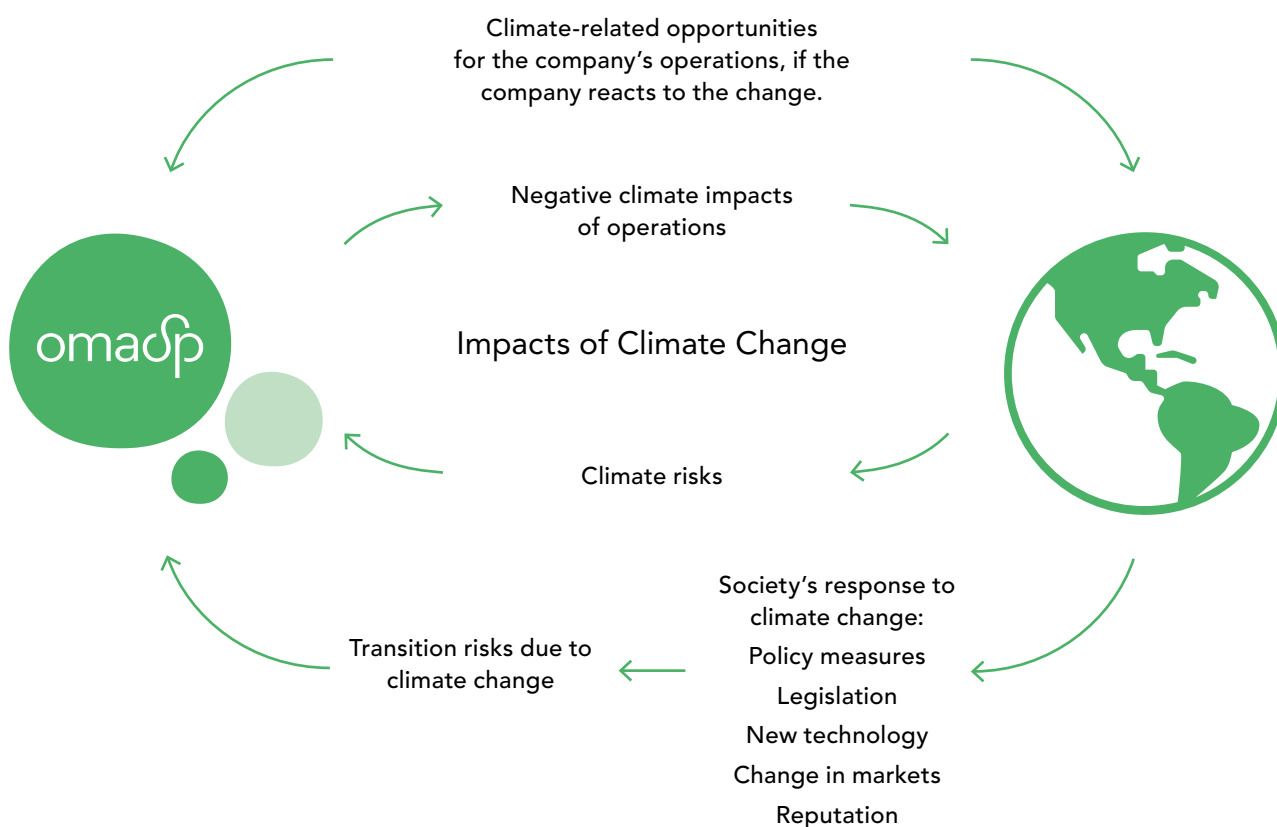 Climate-related opportunities
for the company’s operations, if the
company reacts to the change.
Negative climate impacts
of operations
omasp
Impacts of Climate Change
Climate risks
Transition risks due to
climate change
Society’s response to
climate change:
Policy measures
Legislation
New technology
Change in markets
Reputation